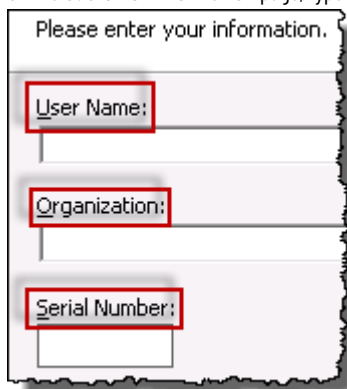 Please enter your information.
User Name:
Organization:
Serial Number: